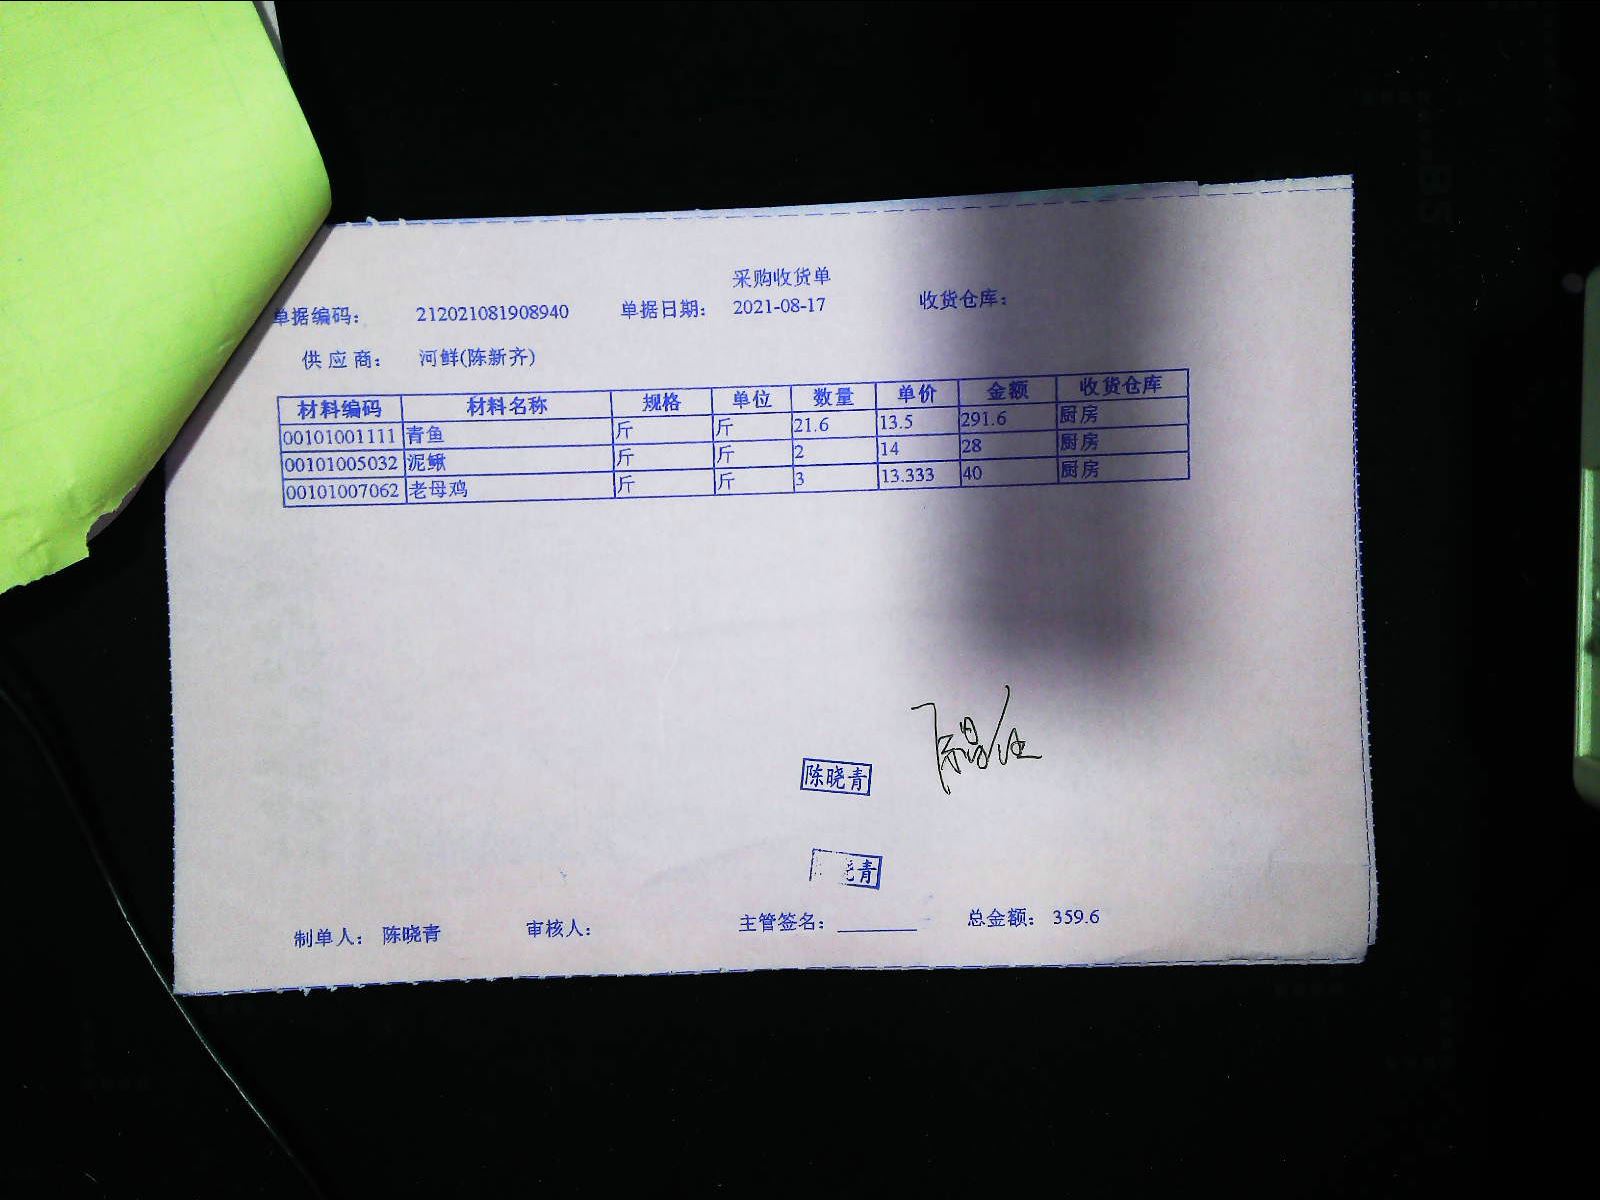 采购收货单
单据编码： 212021081908940 单据日期： 2021-08-17 收货仓库：
供应商： 河鲜(陈新齐)
材料编码 材料名称 规格 单位 数量 单价 金额 收货仓库
00101001111 青鱼 斤 斤 21.6 13.5 291.6 厨房
00101005032 泥鳅 斤 斤 2 14 28 厨房
00101007062 老母鸡 斤 斤 3 13.333 40 厨房
陈晓青
青
制单人： 陈晓青 审核人： 主管签名： 总金额： 359.6